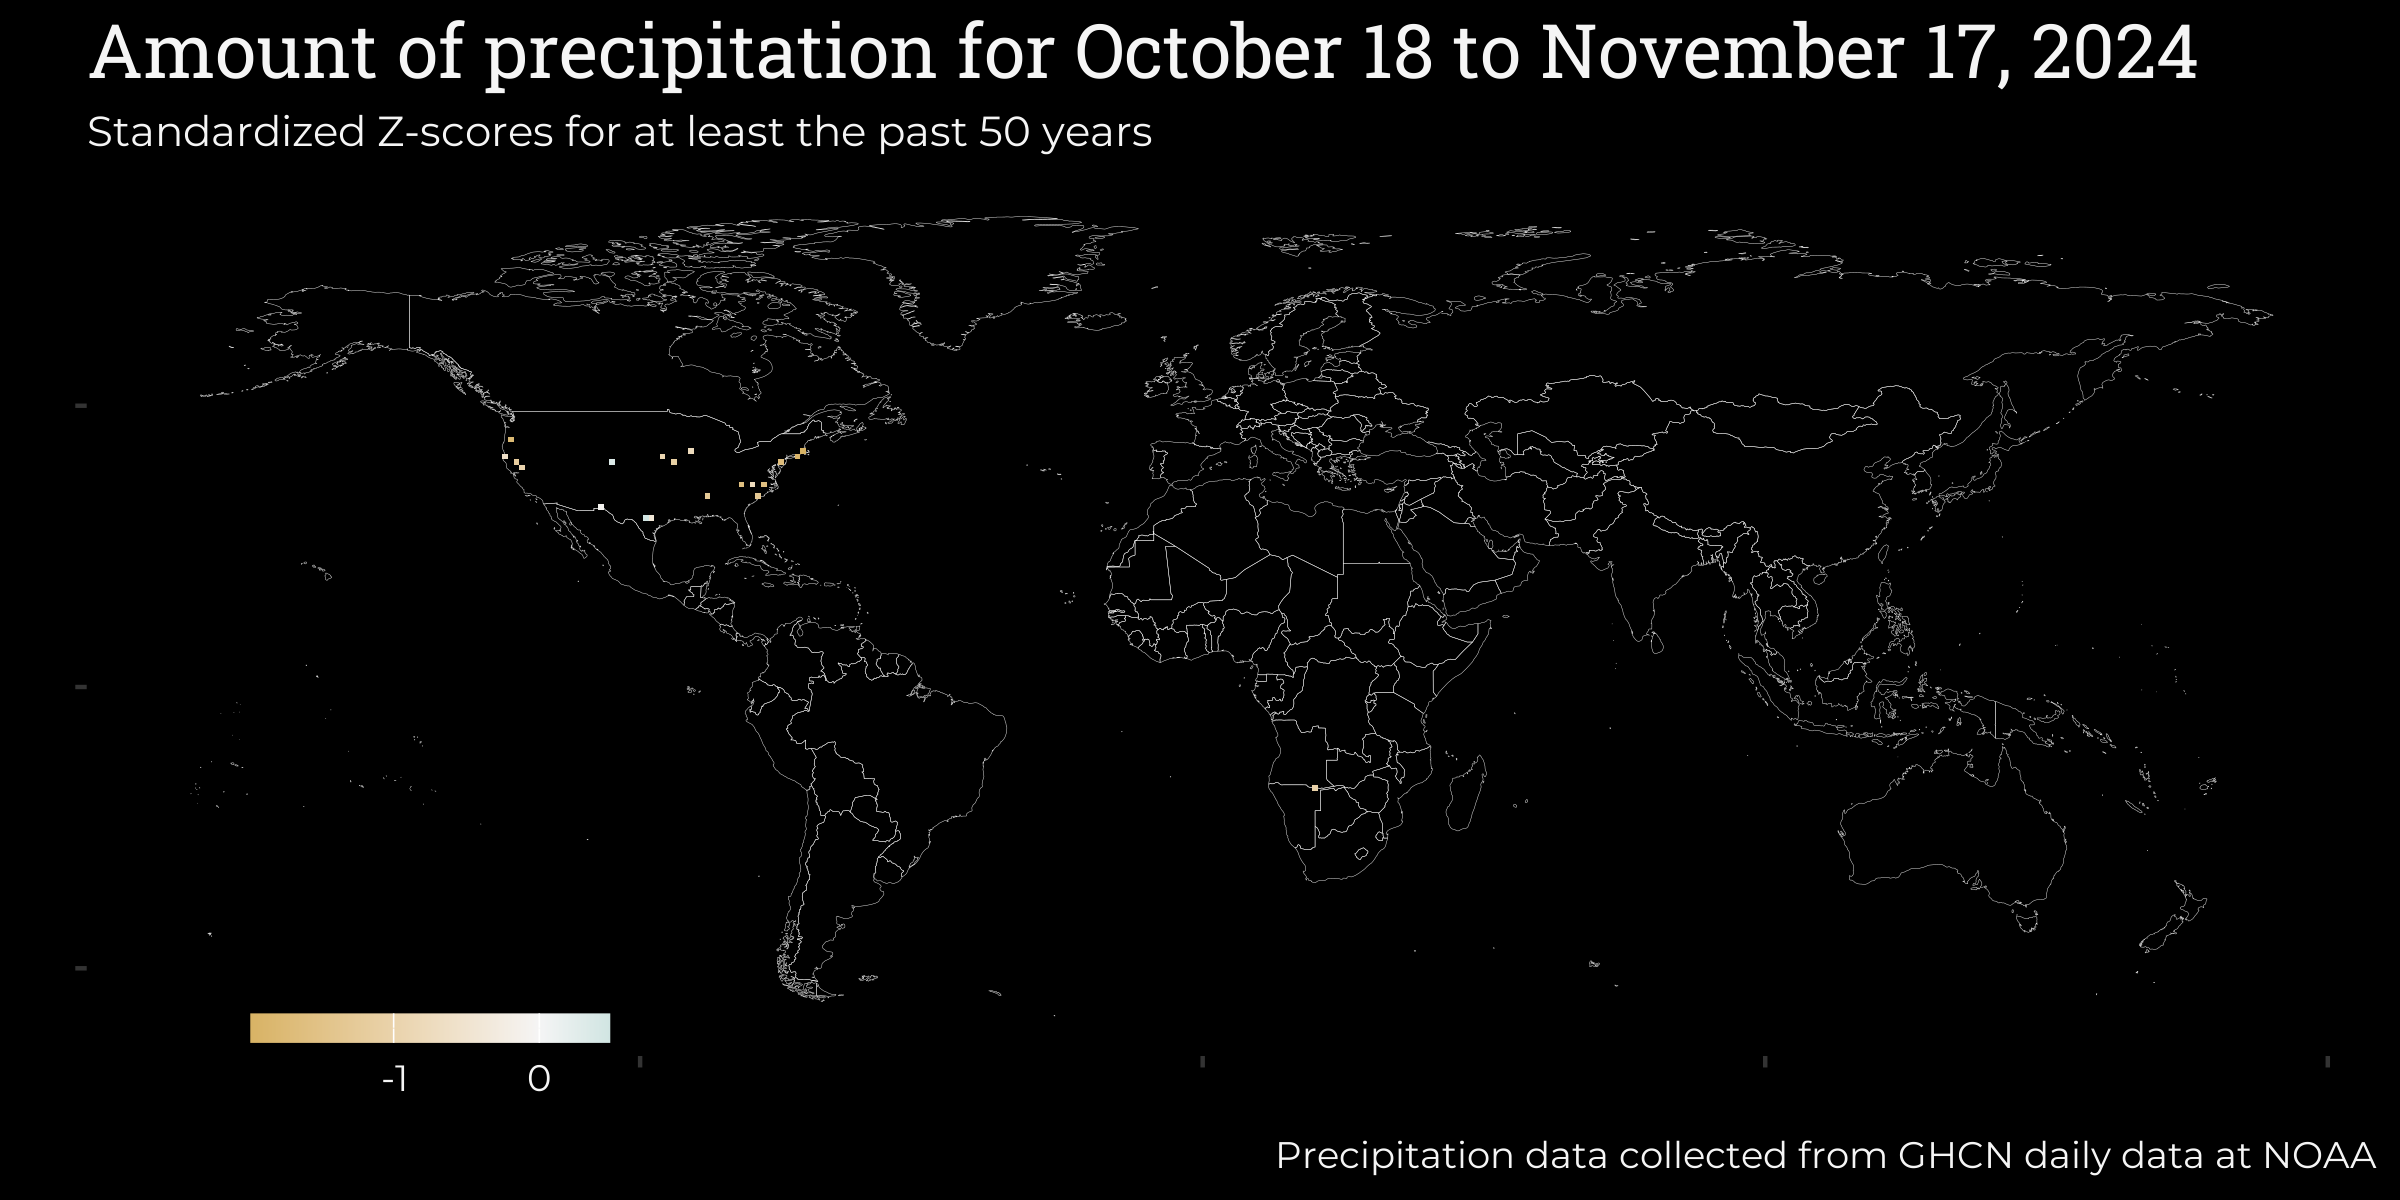 Amount of precipitation for October 18 to November 17, 2024
Standardized Z-scores for at least the past 50 years
-1 0
Precipitation data collected from GHCN daily data at NOAA